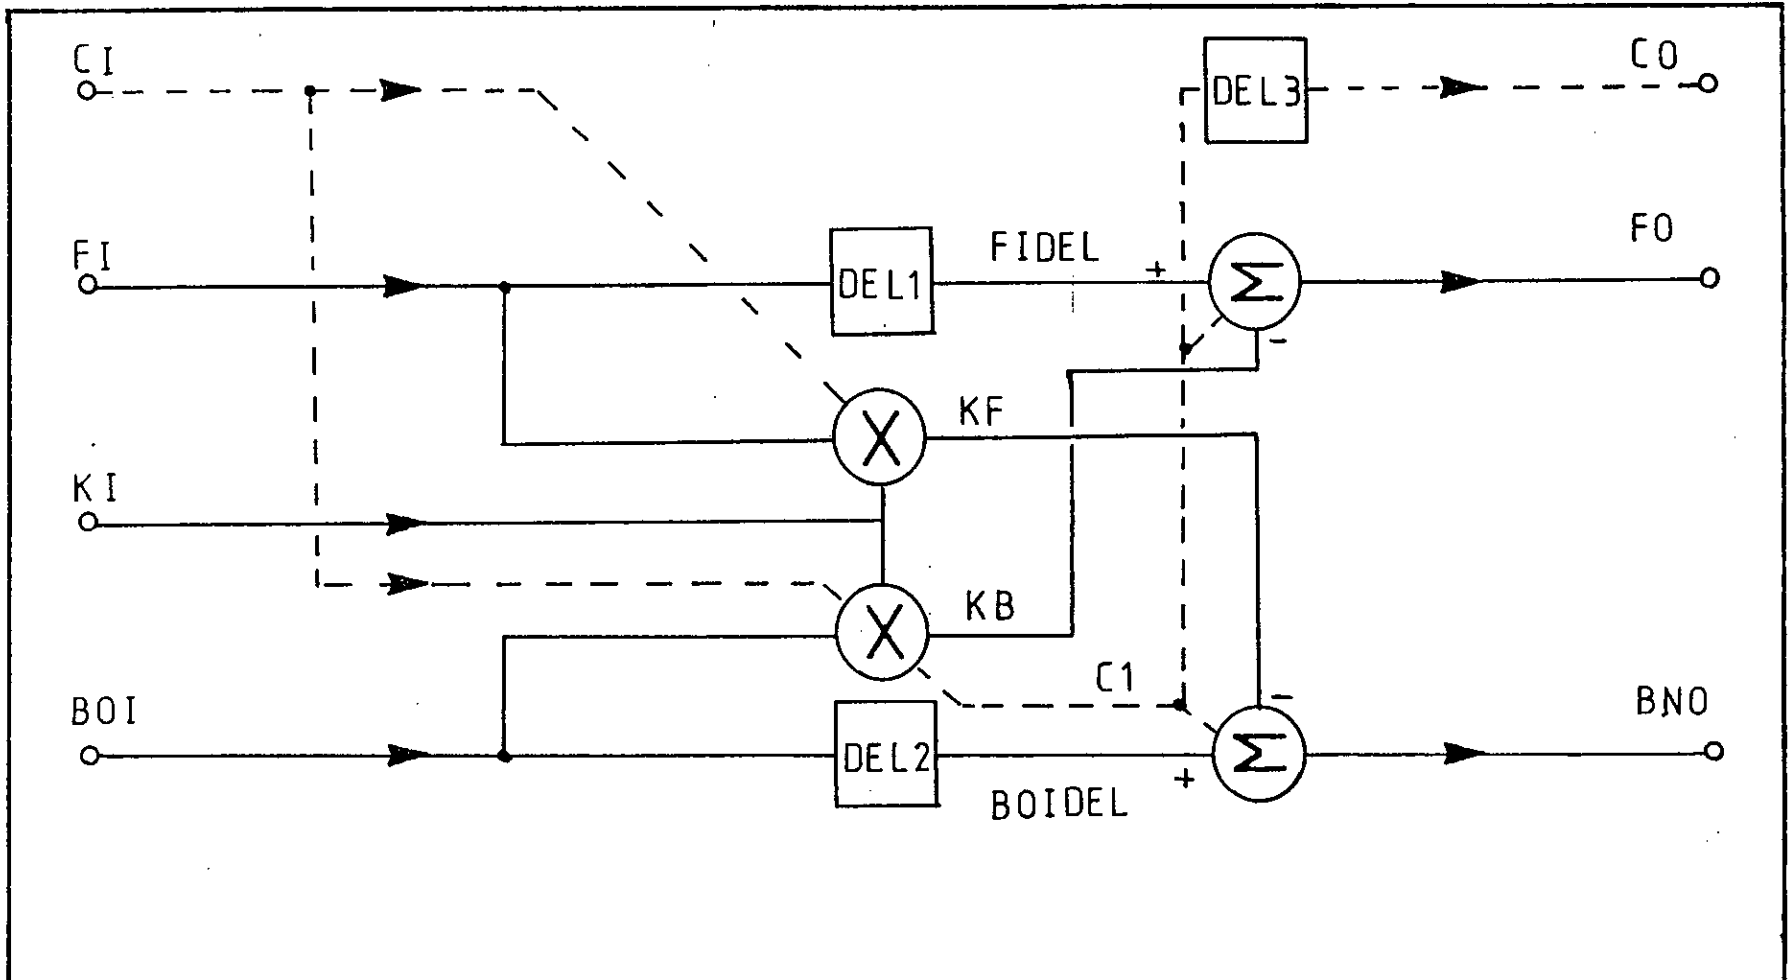 CI
CO
DEL3
FI
FO
FIDEL
+
Σ
DEL1
-
KF
X
KI
KB
X
C1
BOI
BNO
-
DEL2
Σ
+
BOIDEL